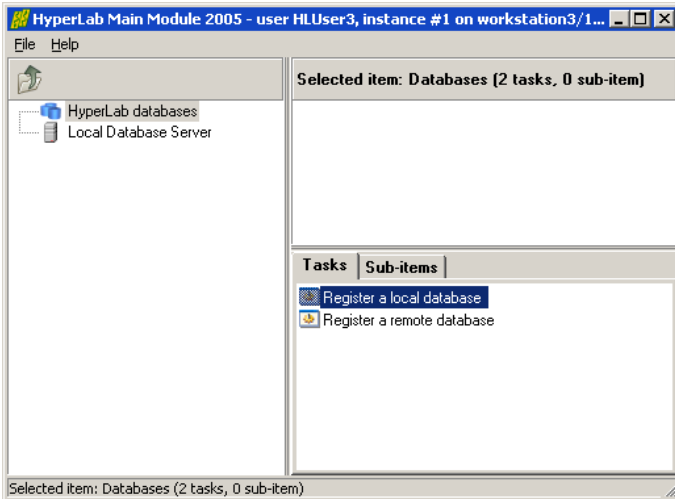 HyperLab Main Module 2005 - user HLUser3, instance #1 on workstation3/1...
File Help
Selected item: Databases (2 tasks, 0 sub-item)
HyperLab databases
Local Database Server
Tasks Sub-items
Register a local database
Register a remote database
Selected item: Databases (2 tasks, 0 sub-item)